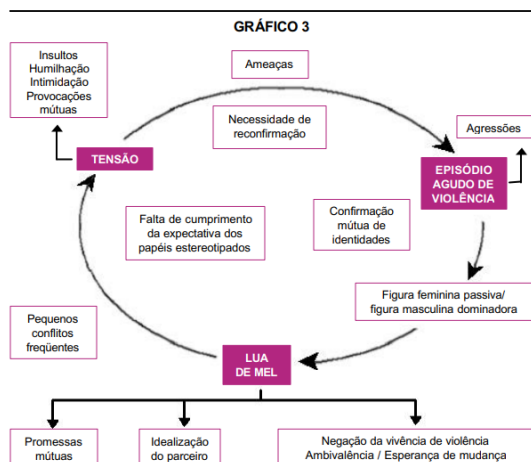 GRÁFICO 3
Insultos
Humilhação
Intimidação
Provocações
mútuas
Ameaças
Necessidade de
reconfirmação
Agressões
TENSÃO
EPISÓDIO
AGUDO DE
VIOLÊNCIA
Falta de cumprimento
da expectativa dos
papéis estereotipados
Confirmação
mútua de
identidades
Pequenos
conflitos
freqüentes
Figura feminina passiva/
figura masculina dominadora
LUA
DE MEL
Promessas
mútuas
Idealização
do parceiro
Negação da vivência de violência
Ambivalência / Esperança de mudança